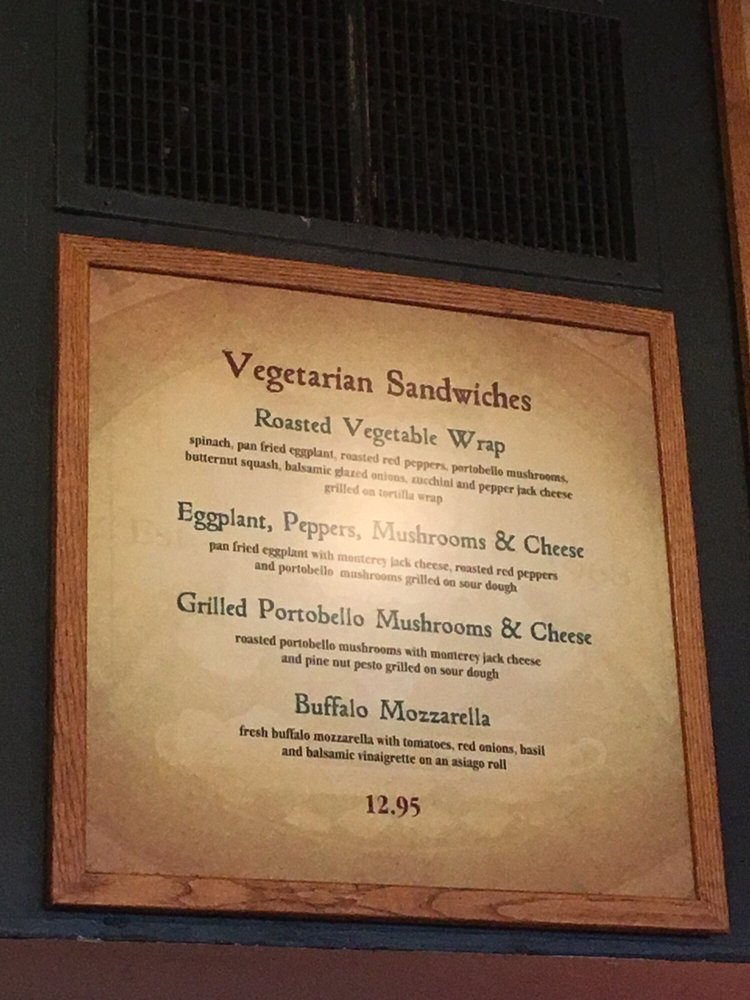 Vegetarian Sandwiches
Roasted Vegetable Wrap
spinach, pan fried eggplant, roasted red peppers, portobello mushrooms,
butternut squash, balsamic glazed onions, zucchini and pepper jack cheese
grilled on tortilla wrap
Eggplant, Peppers, Mushrooms & Cheese
pan fried eggplant with monterey jack cheese, roasted red peppers
and portobello mushrooms grilled on sour dough
Grilled Portobello Mushrooms & Cheese
roasted portobello mushrooms with monterey jack cheese
and pine nut pesto grilled on sour dough
Buffalo Mozzarella
fresh buffalo mozzarella with tomatoes, red onions, basil
and balsamic vinaigrette on an asiago roll
12.95